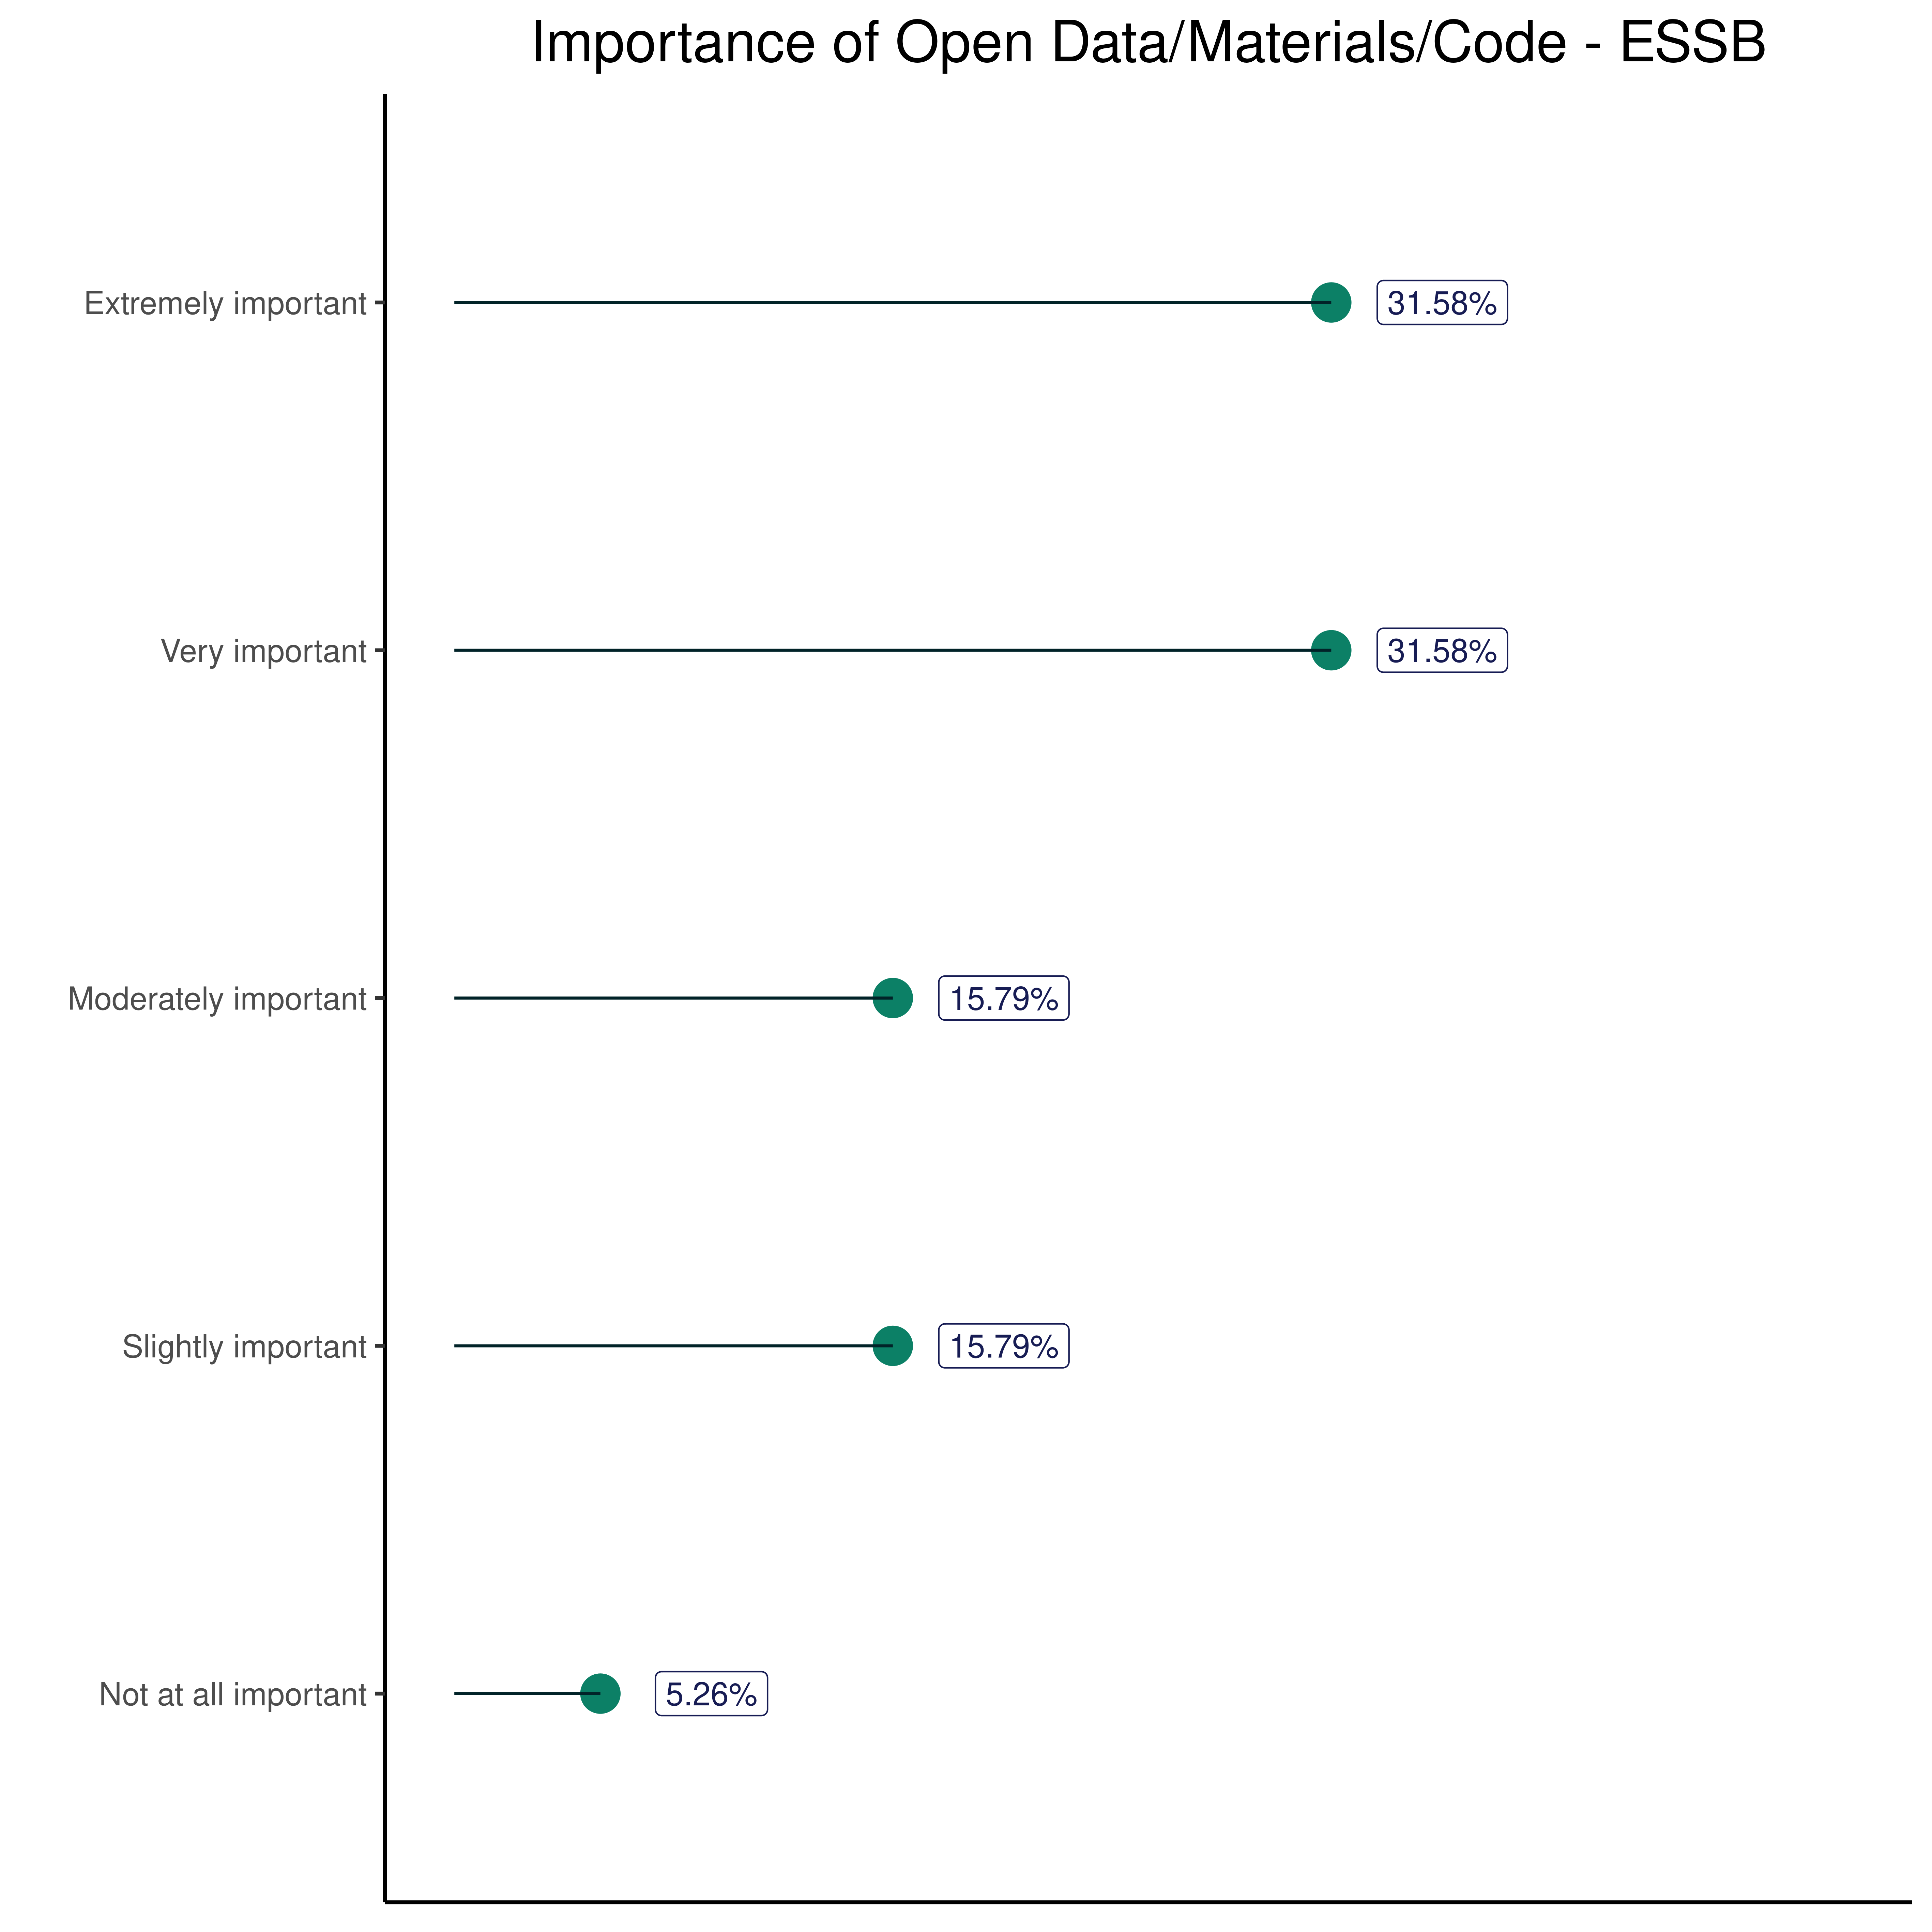 Importance of Open Data/Materials/Code - ESSB
Extremely important 31.58%
Very important 31.58%
Moderately important 15.79%
Slightly important 15.79%
Not at all important 5.26%